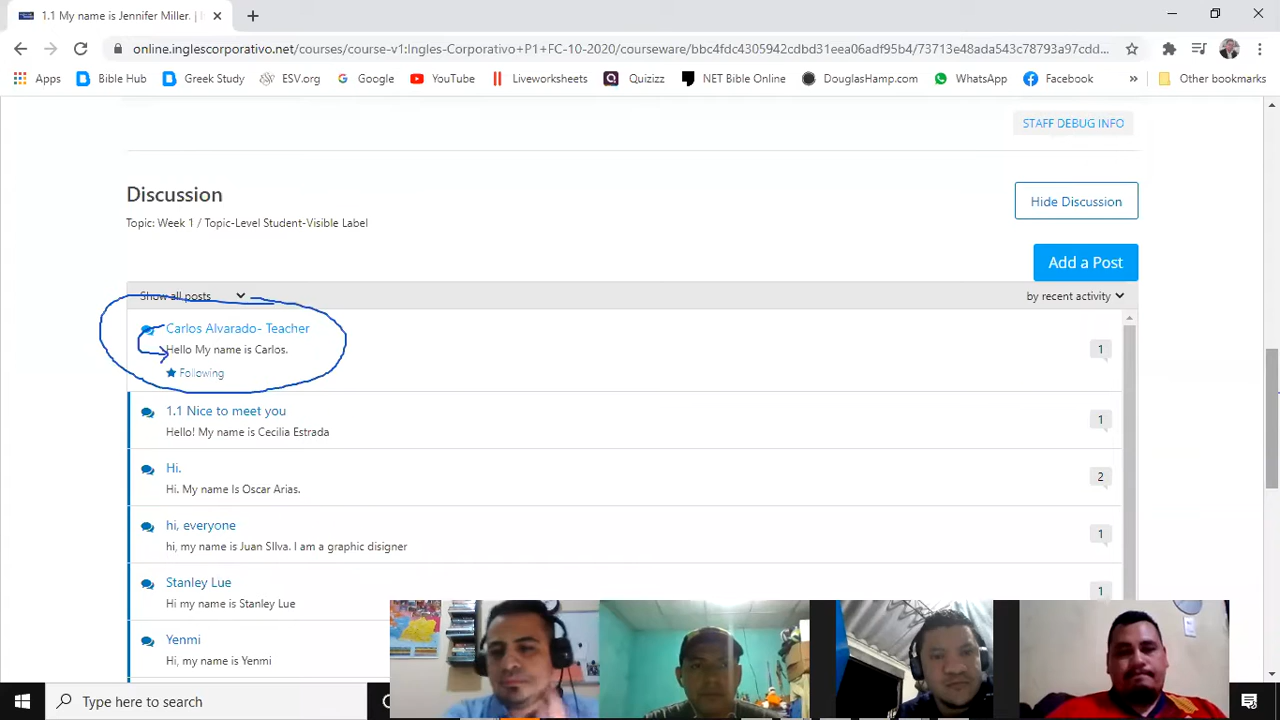 1.1 My name is Jennifer Miller. |
online.inglescorporativo.net/courses/course-v1:Ingles-Corporativo+P1+FC-10-2020/courseware/bbc4fdc4305942cdbd31eea06adf95b4/73713e48ada543c78793a97cdd...
Apps Bible Hub Greek Study ESV.org Google YouTube Liveworksheets Quizizz NET Bible Online DouglasHamp.com WhatsApp Facebook » Other bookmarks
STAFF DEBUG INFO
Discussion
Hide Discussion
Topic: Week 1 / Topic-Level Student-Visible Label
Add a Post
Show all posts by recent activity
Carlos Alvarado- Teacher
Hello My name is Carlos.
1
Following
1.1 Nice to meet you
1
Hello! My name is Cecilia Estrada
Hi.
2
Hi. My name Is Oscar Arias.
hi, everyone
1
hi, my name is Juan SIlva. I am a graphic disigner
Stanley Lue
1
Hi my name is Stanley Lue
Yenmi
Hi, my name is Yenmi
Type here to search